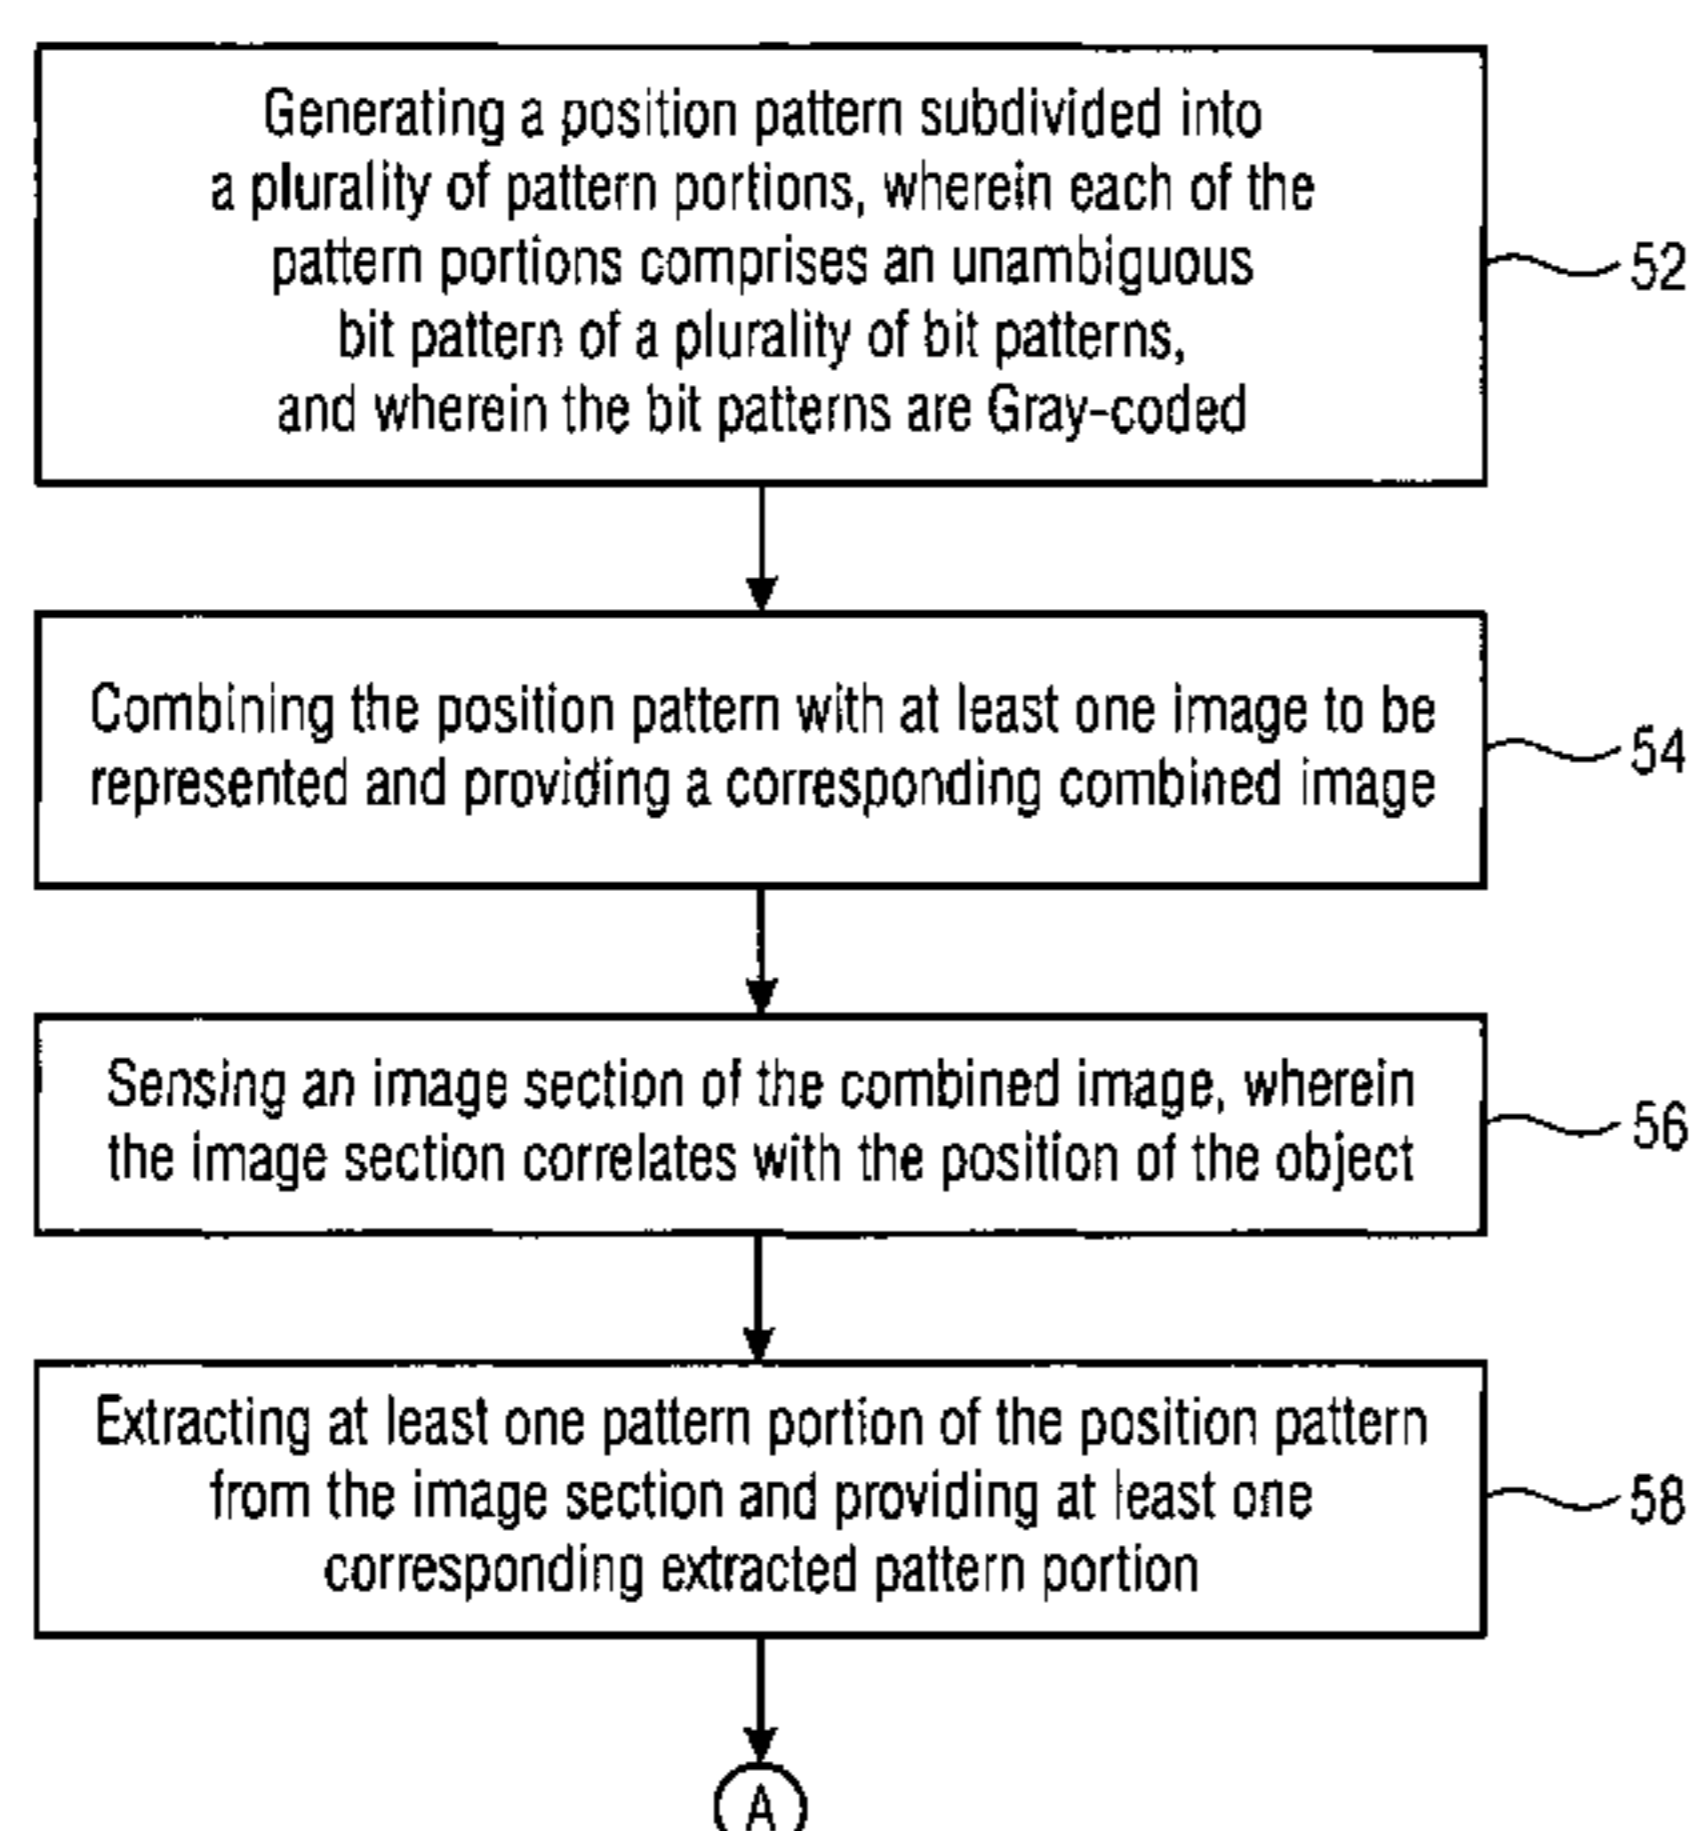 Generating a position pattern subdivided into
a plurality of pattern portions, wherein each of the
pattern portions comprises an unambiguous
bit pattern of a plurality of bit patterns,
and wherein the bit patterns are Gray-coded
52
Combining the position pattern with at least one image to be
represented and providing a corresponding combined image
54
Sensing an image section of the combined image, wherein
the image section correlates with the position of the object
56
Extracting at least one pattern portion of the position pattern
from the image section and providing at least one
corresponding extracted pattern portion
58
A